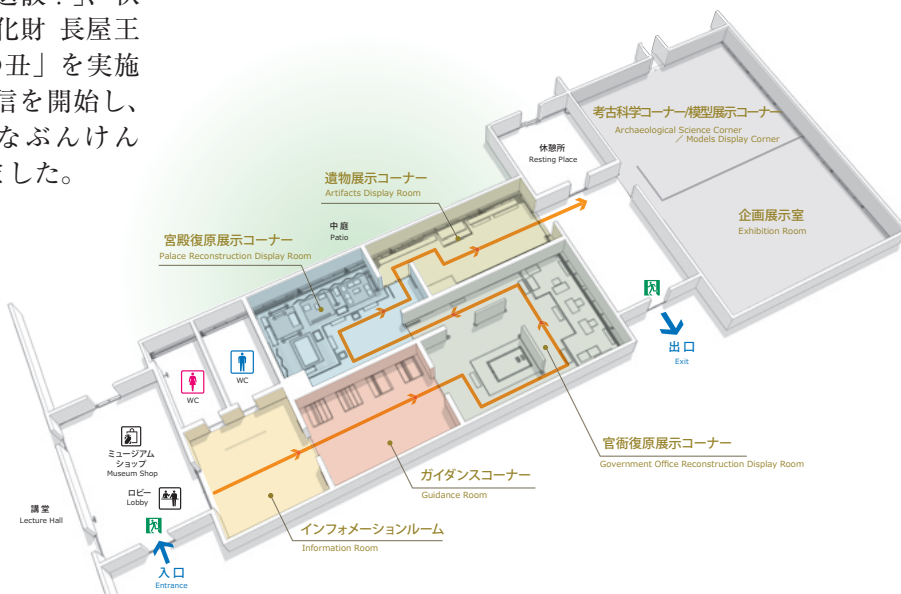 化財 長屋王
の丑」を実施
信を開始し、
なぶんけん
ました。
考古科学コーナー/模型展示コーナー
Archaeological Science Corner
／ Models Display Corner
休憩所
Resting Place
遺物展示コーナー
Artifacts Display Room
企画展示室
Exhibition Room
中庭
Patio
宮殿復原展示コーナー
Palace Reconstruction Display Room
出口
Exit
WC
WC
官衙復原展示コーナー
Government Office Reconstruction Display Room
ミュージアム
ショップ
Museum Shop
ガイダンスコーナー
Guidance Room
ロビー
Lobby
講堂
Lecture Hall
インフォメーションルーム
Information Room
入口
Entrance